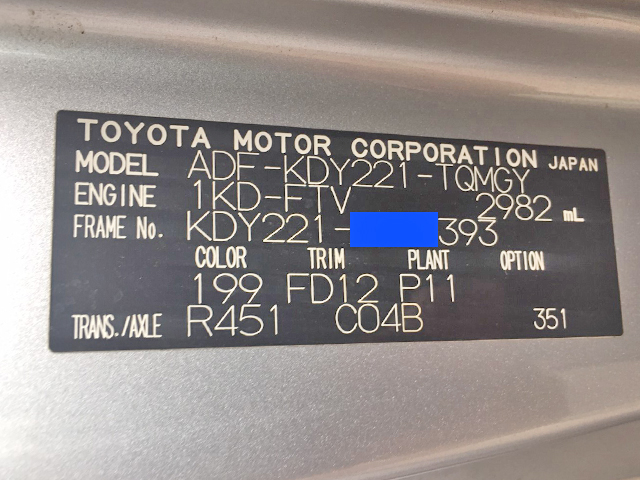 TOYOTA MOTOR CORPORATION JAPAN
MODEL ADF-KDY221-TQMGY
ENGINE 1KD-FTV 2982 mL
FRAME No. KDY221- 393
COLOR TRIM PLANT OPTION
199 FD12 P11
TRANS./AXLE R451 C04B 351